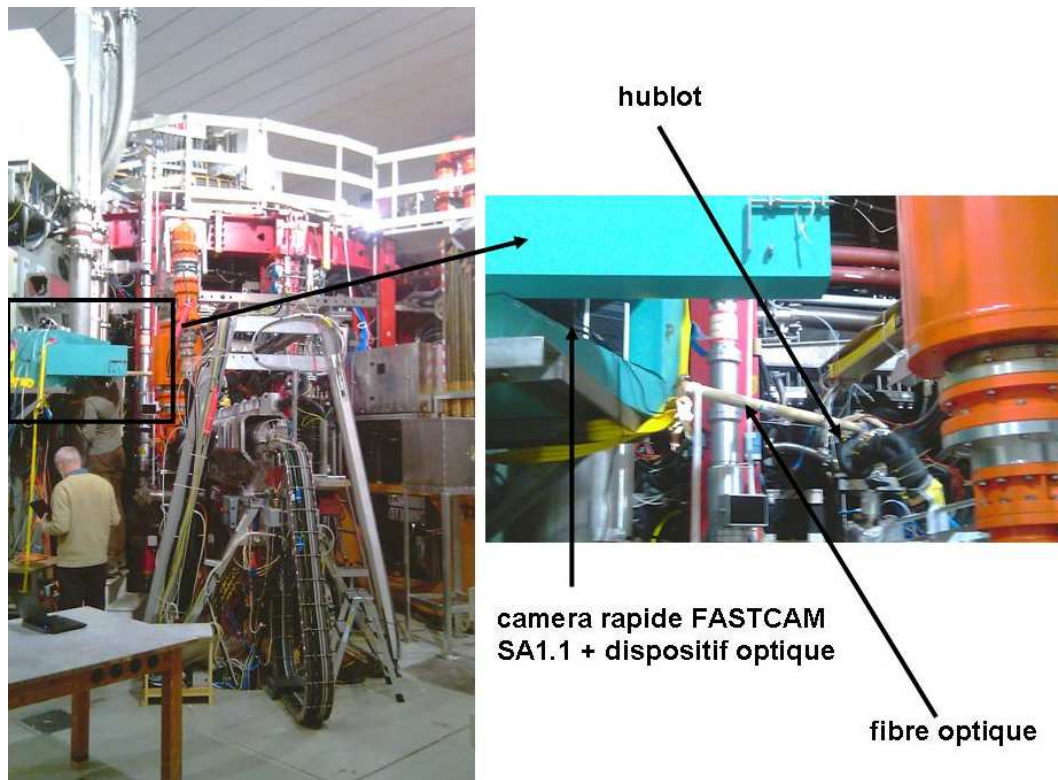 hublot
camera rapide FASTCAM
SA1.1 + dispositif optique
fibre optique